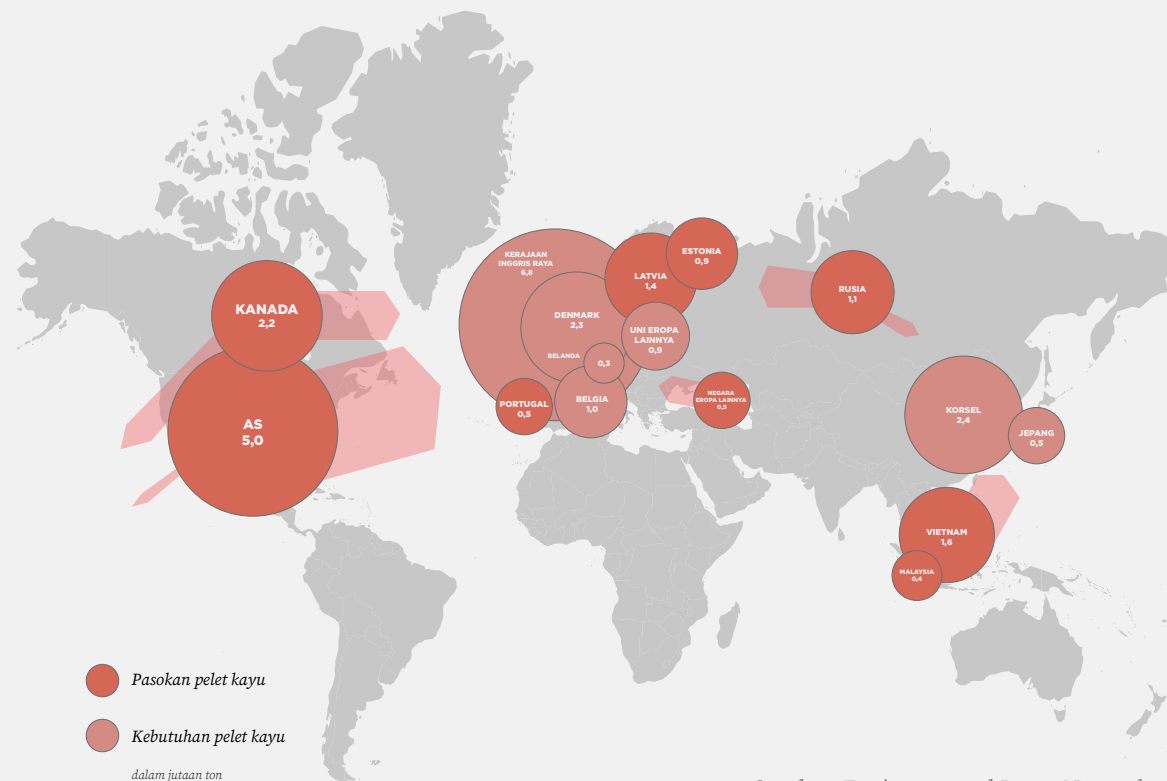 KERAJAAN
INGGRIS RAYA
6,8
ESTONIA
0,9
LATVIA
1,4
RUSIA
1,1
KANADA
2,2
DENMARK
2,3
UNI EROPA
LAINNYA
0,9
BELANDA
0,3
NEGARA
EROPA LAINNYA
0,5
PORTUGAL
0,5
BELGIA
1,0
AS
5,0
KORSEL
2,4
JEPANG
0,5
VIETNAM
1,6
MALAYSIA
0,4
Pasokan pelet kayu
Kebutuhan pelet kayu
dalam jutaan ton